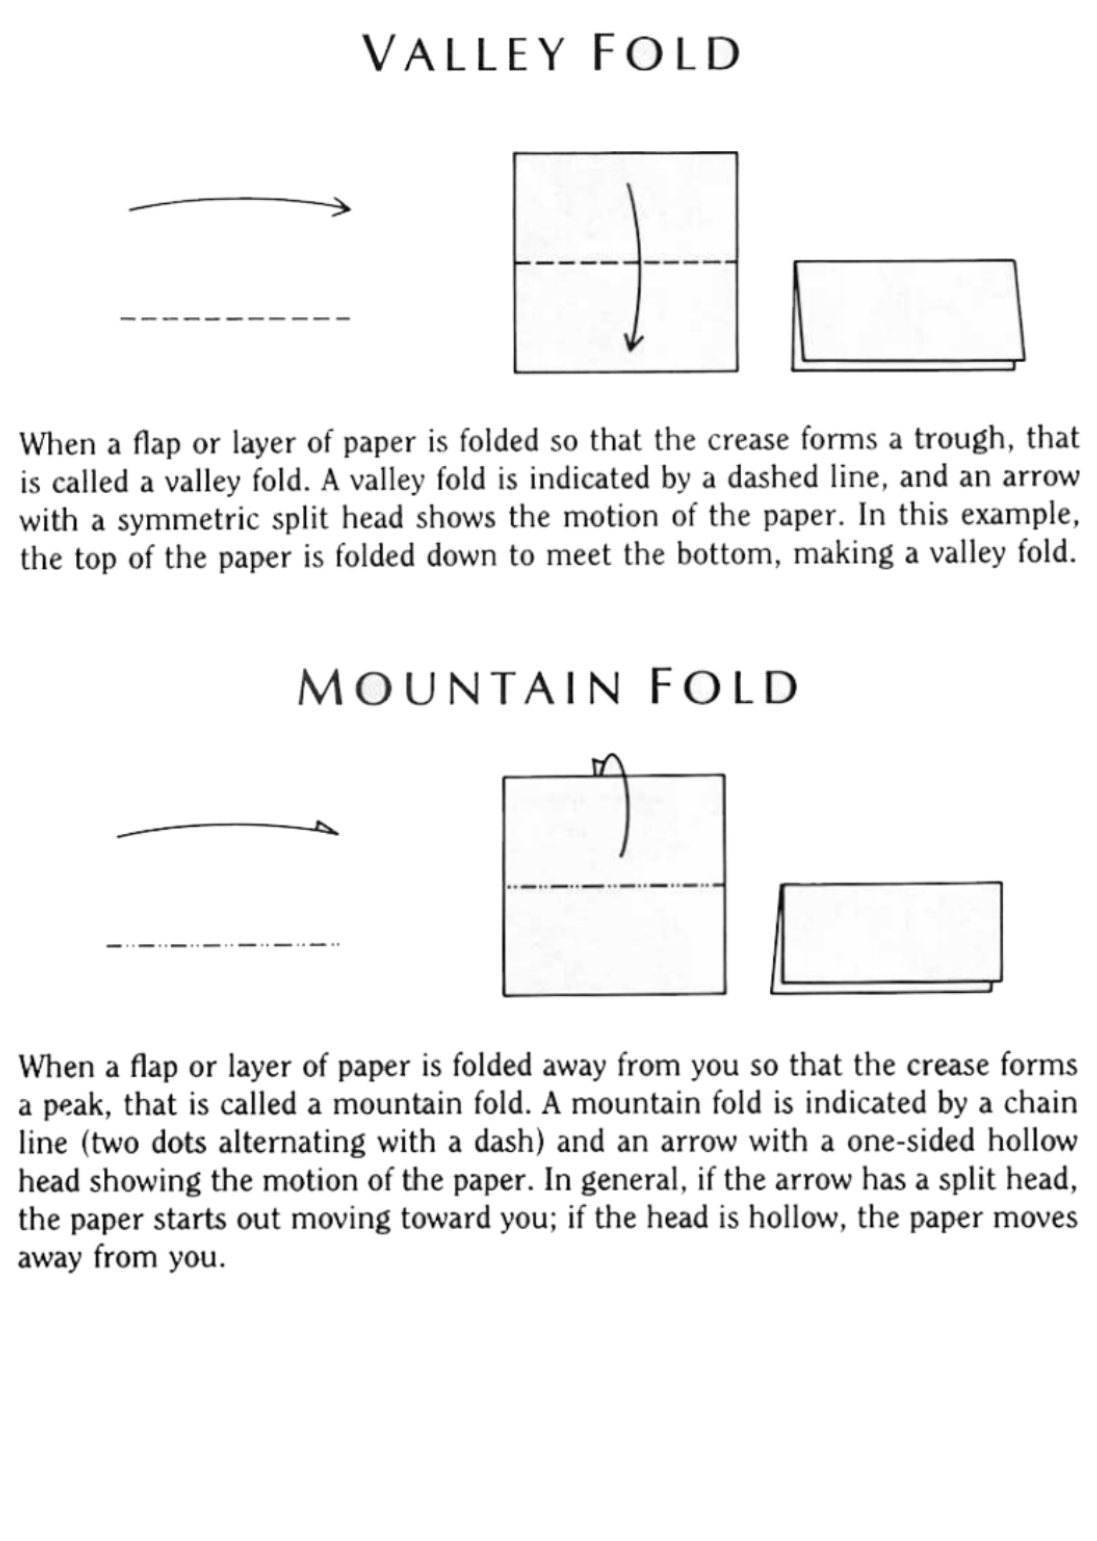 VALLEY FOLD
When a flap or layer of paper is folded so that the crease forms a trough, that
is called a valley fold. A valley fold is indicated by a dashed line, and an arrow
with a symmetric split head shows the motion of the paper. In this example,
the top of the paper is folded down to meet the bottom, making a valley fold.
MOUNTAIN FOLD
When a flap or layer of paper is folded away from you so that the crease forms
a peak, that is called a mountain fold. A mountain fold is indicated by a chain
line (two dots alternating with a dash) and an arrow with a one-sided hollow
head showing the motion of the paper. In general, if the arrow has a split head,
the paper starts out moving toward you; if the head is hollow, the paper moves
away from you.